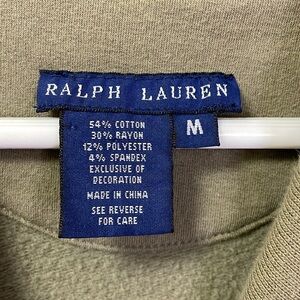 RALPH LAUREN
54% COTTON
30% RAYON
12% POLYESTER
4% SPANDEX
EXCLUSIVE OF
DECORATION
MADE IN CHINA
SEE REVERSE
FOR CARE
M